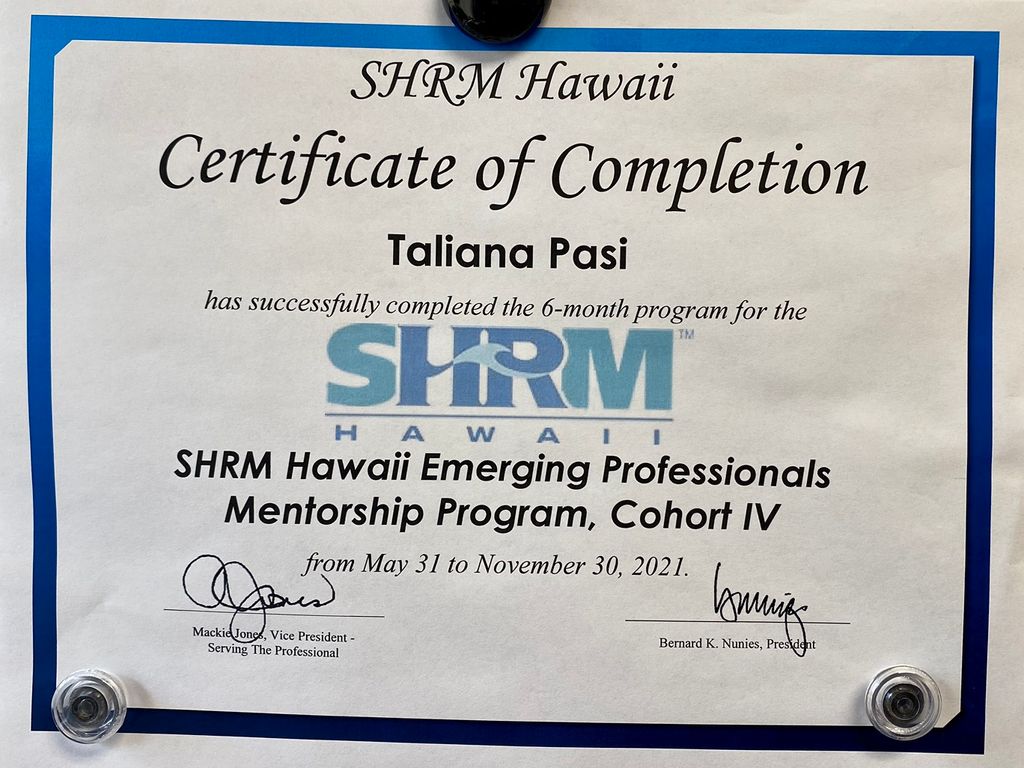 SHRM Hawaii
Certificate of Completion
Taliana Pasi
has successfully completed the 6-month program for the
SHRM™
HAWAII
SHRM Hawaii Emerging Professionals
Mentorship Program, Cohort IV
from May 31 to November 30, 2021.
Mackie Jones, Vice President -
Serving The Professional
Bernard K. Nunies, President